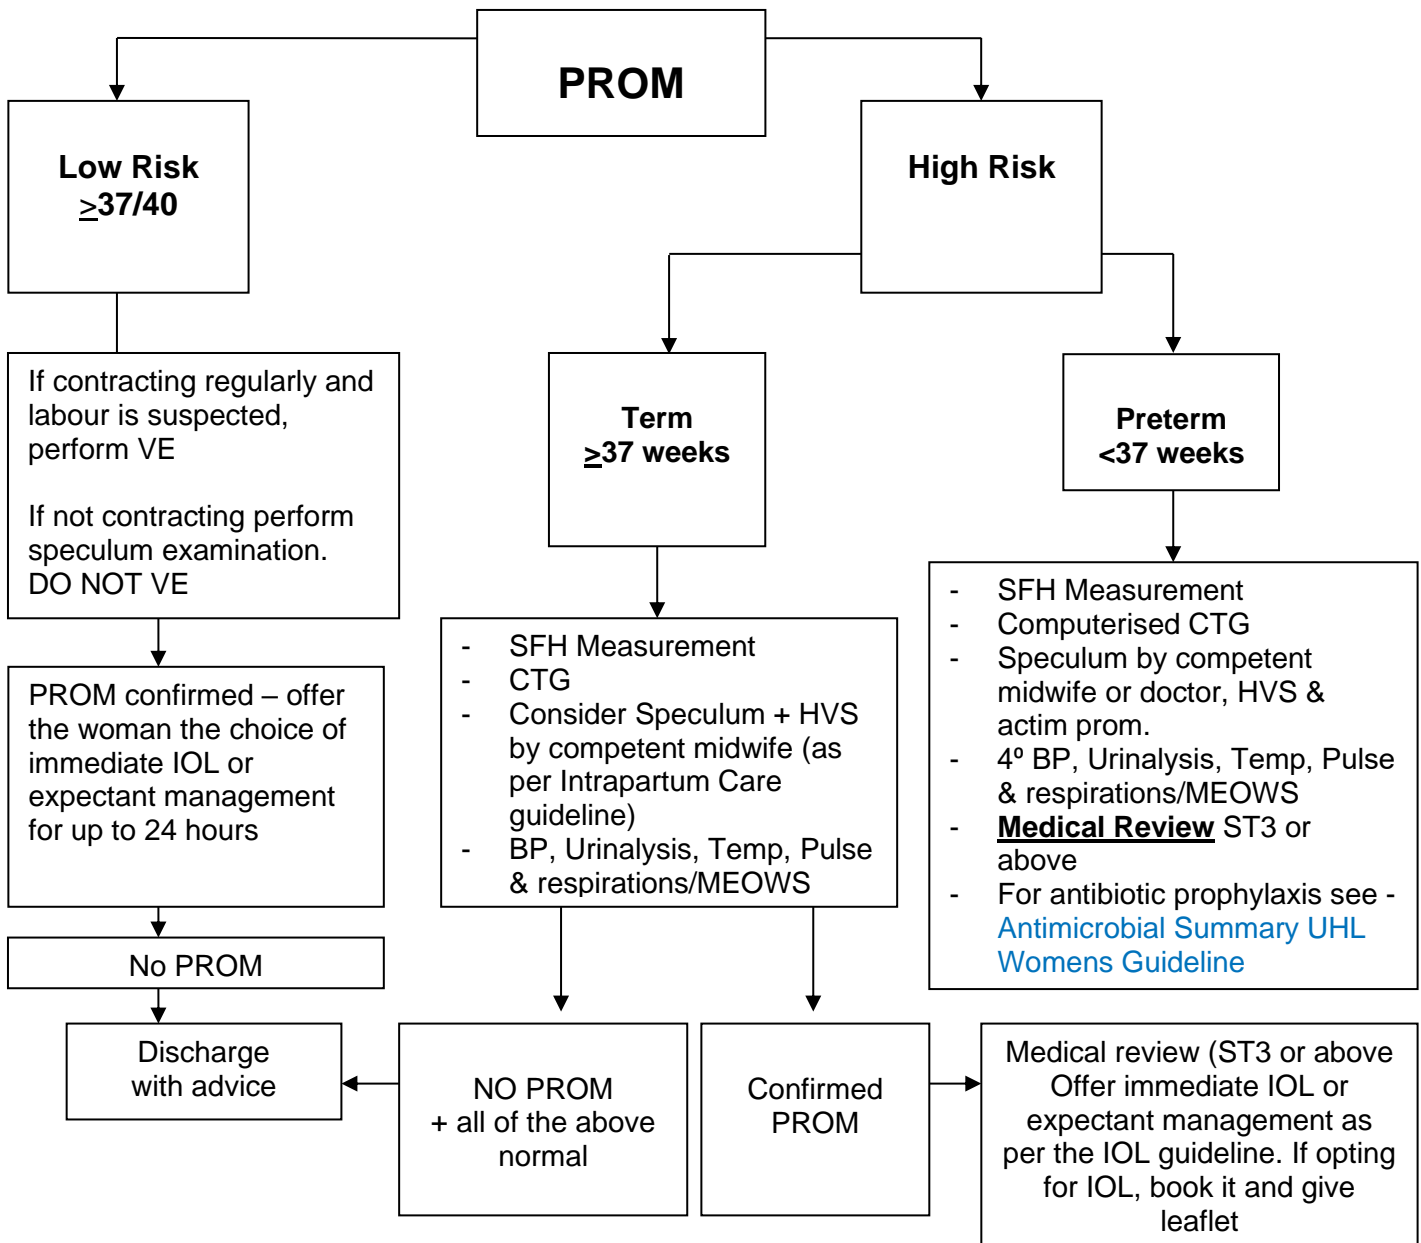 PROM
Low Risk
≥37/40
High Risk
If contracting regularly and
labour is suspected,
perform VE
If not contracting perform
speculum examination.
DO NOT VE
Term
≥37 weeks
Preterm
<37 weeks
PROM confirmed – offer
the woman the choice of
immediate IOL or
expectant management
for up to 24 hours
- SFH Measurement
- CTG
- Consider Speculum + HVS
by competent midwife (as
per Intrapartum Care
guideline)
- BP, Urinalysis, Temp, Pulse
& respirations/MEOWS
- SFH Measurement
- Computerised CTG
- Speculum by competent
midwife or doctor, HVS &
actim prom.
- 4º BP, Urinalysis, Temp, Pulse
& respirations/MEOWS
- Medical Review ST3 or
above
- For antibiotic prophylaxis see -
Antimicrobial Summary UHL
Womens Guideline
No PROM
Discharge
with advice
NO PROM
+ all of the above
normal
Confirmed
PROM
Medical review (ST3 or above
Offer immediate IOL or
expectant management as
per the IOL guideline. If opting
for IOL, book it and give
leaflet